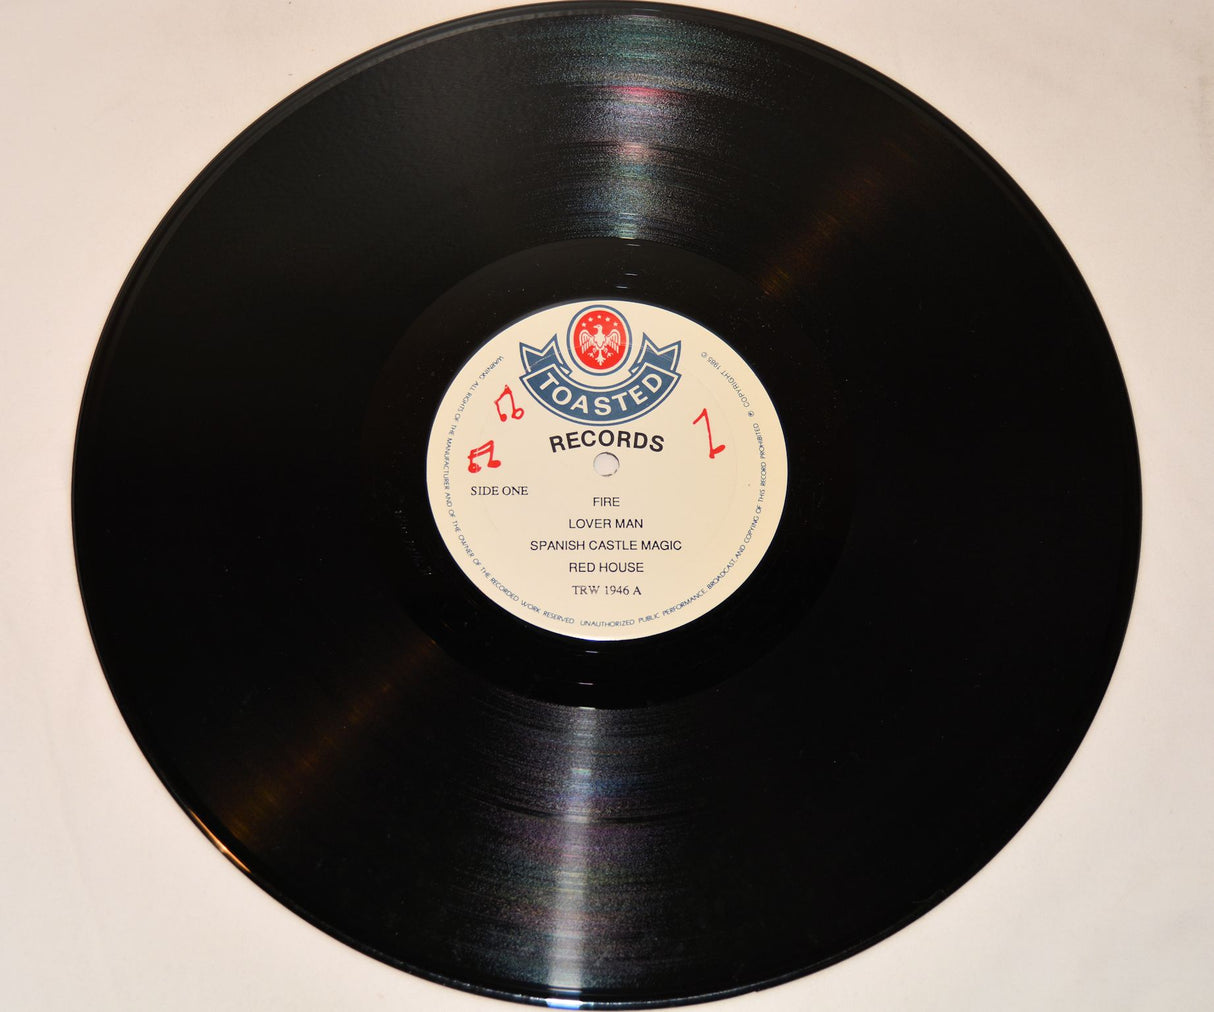 TOASTED
RECORDS
SIDE ONE
FIRE
LOVER MAN
SPANISH CASTLE MAGIC
RED HOUSE
TRW 1946 A
WARNING. ALL RIGHTS OF THE MANUFACTURER AND OF THE OWNER OF THE RECORDED WORK RESERVED UNAUTHORIZED PUBLIC PERFORMANCE. BROADCAST, AND COPYING OF THIS RECORD PROHIBITED ℗ COPYRIGHT 1985 ©